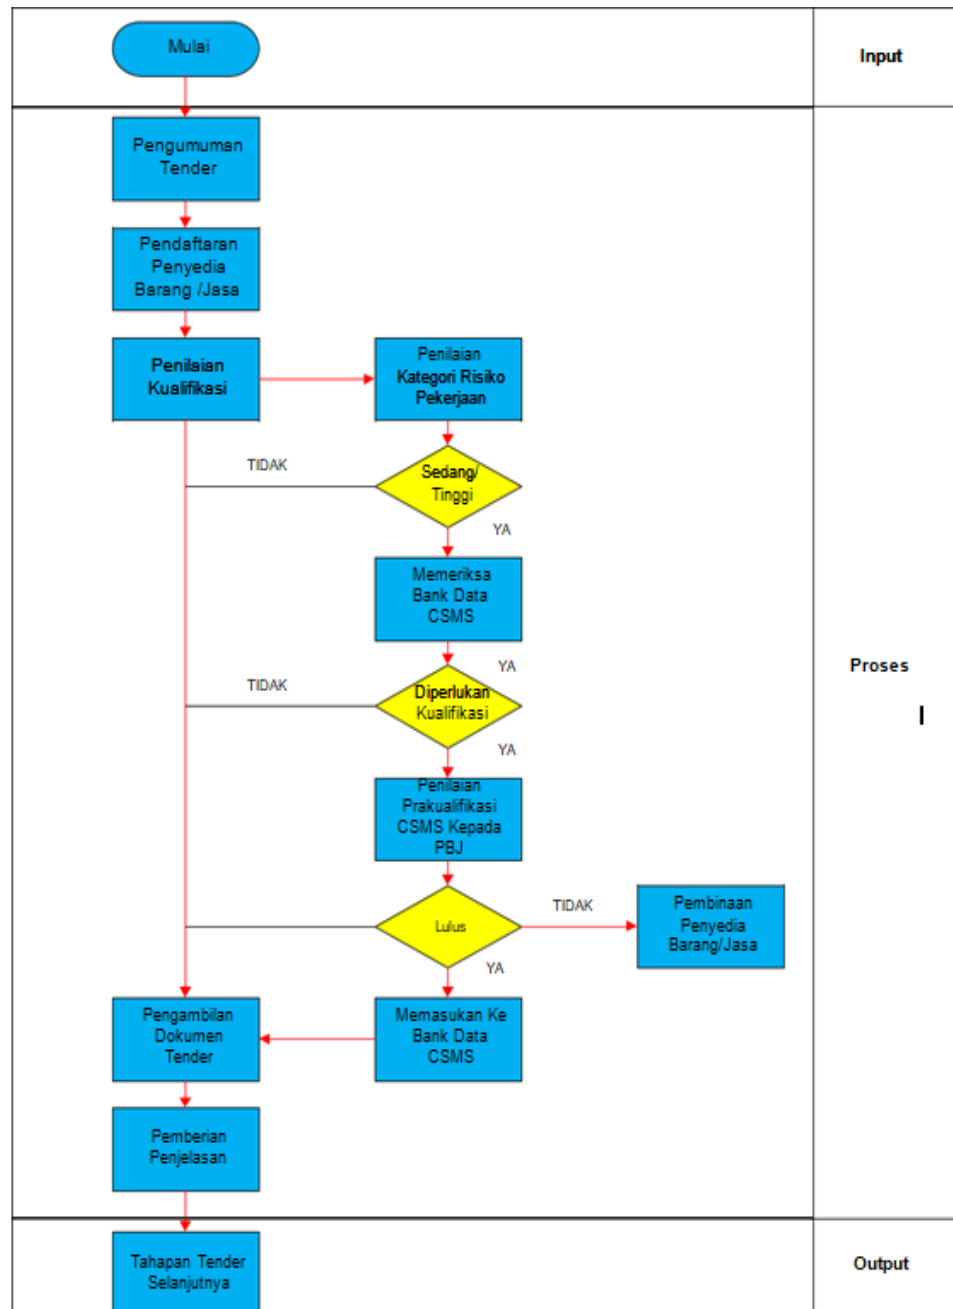 Mulai
Input
Pengumuman
Tender
Pendaftaran
Penyedia
Barang /Jasa
Penilaian
Kualifikasi
Penilaian
Kategori Risiko
Pekerjaan
TIDAK
Sedang/
Tinggi
YA
Memeriksa
Bank Data
CSMS
YA
TIDAK
Diperlukan
Kualifikasi
YA
Proses
Penilaian
Prakualifikasi
CSMS Kepada
PBJ
Lulus
TIDAK
Pembinaan
Penyedia
Barang/Jasa
YA
Pengambilan
Dokumen
Tender
Memasukan Ke
Bank Data
CSMS
Pemberian
Penjelasan
Tahapan Tender
Selanjutnya
Output